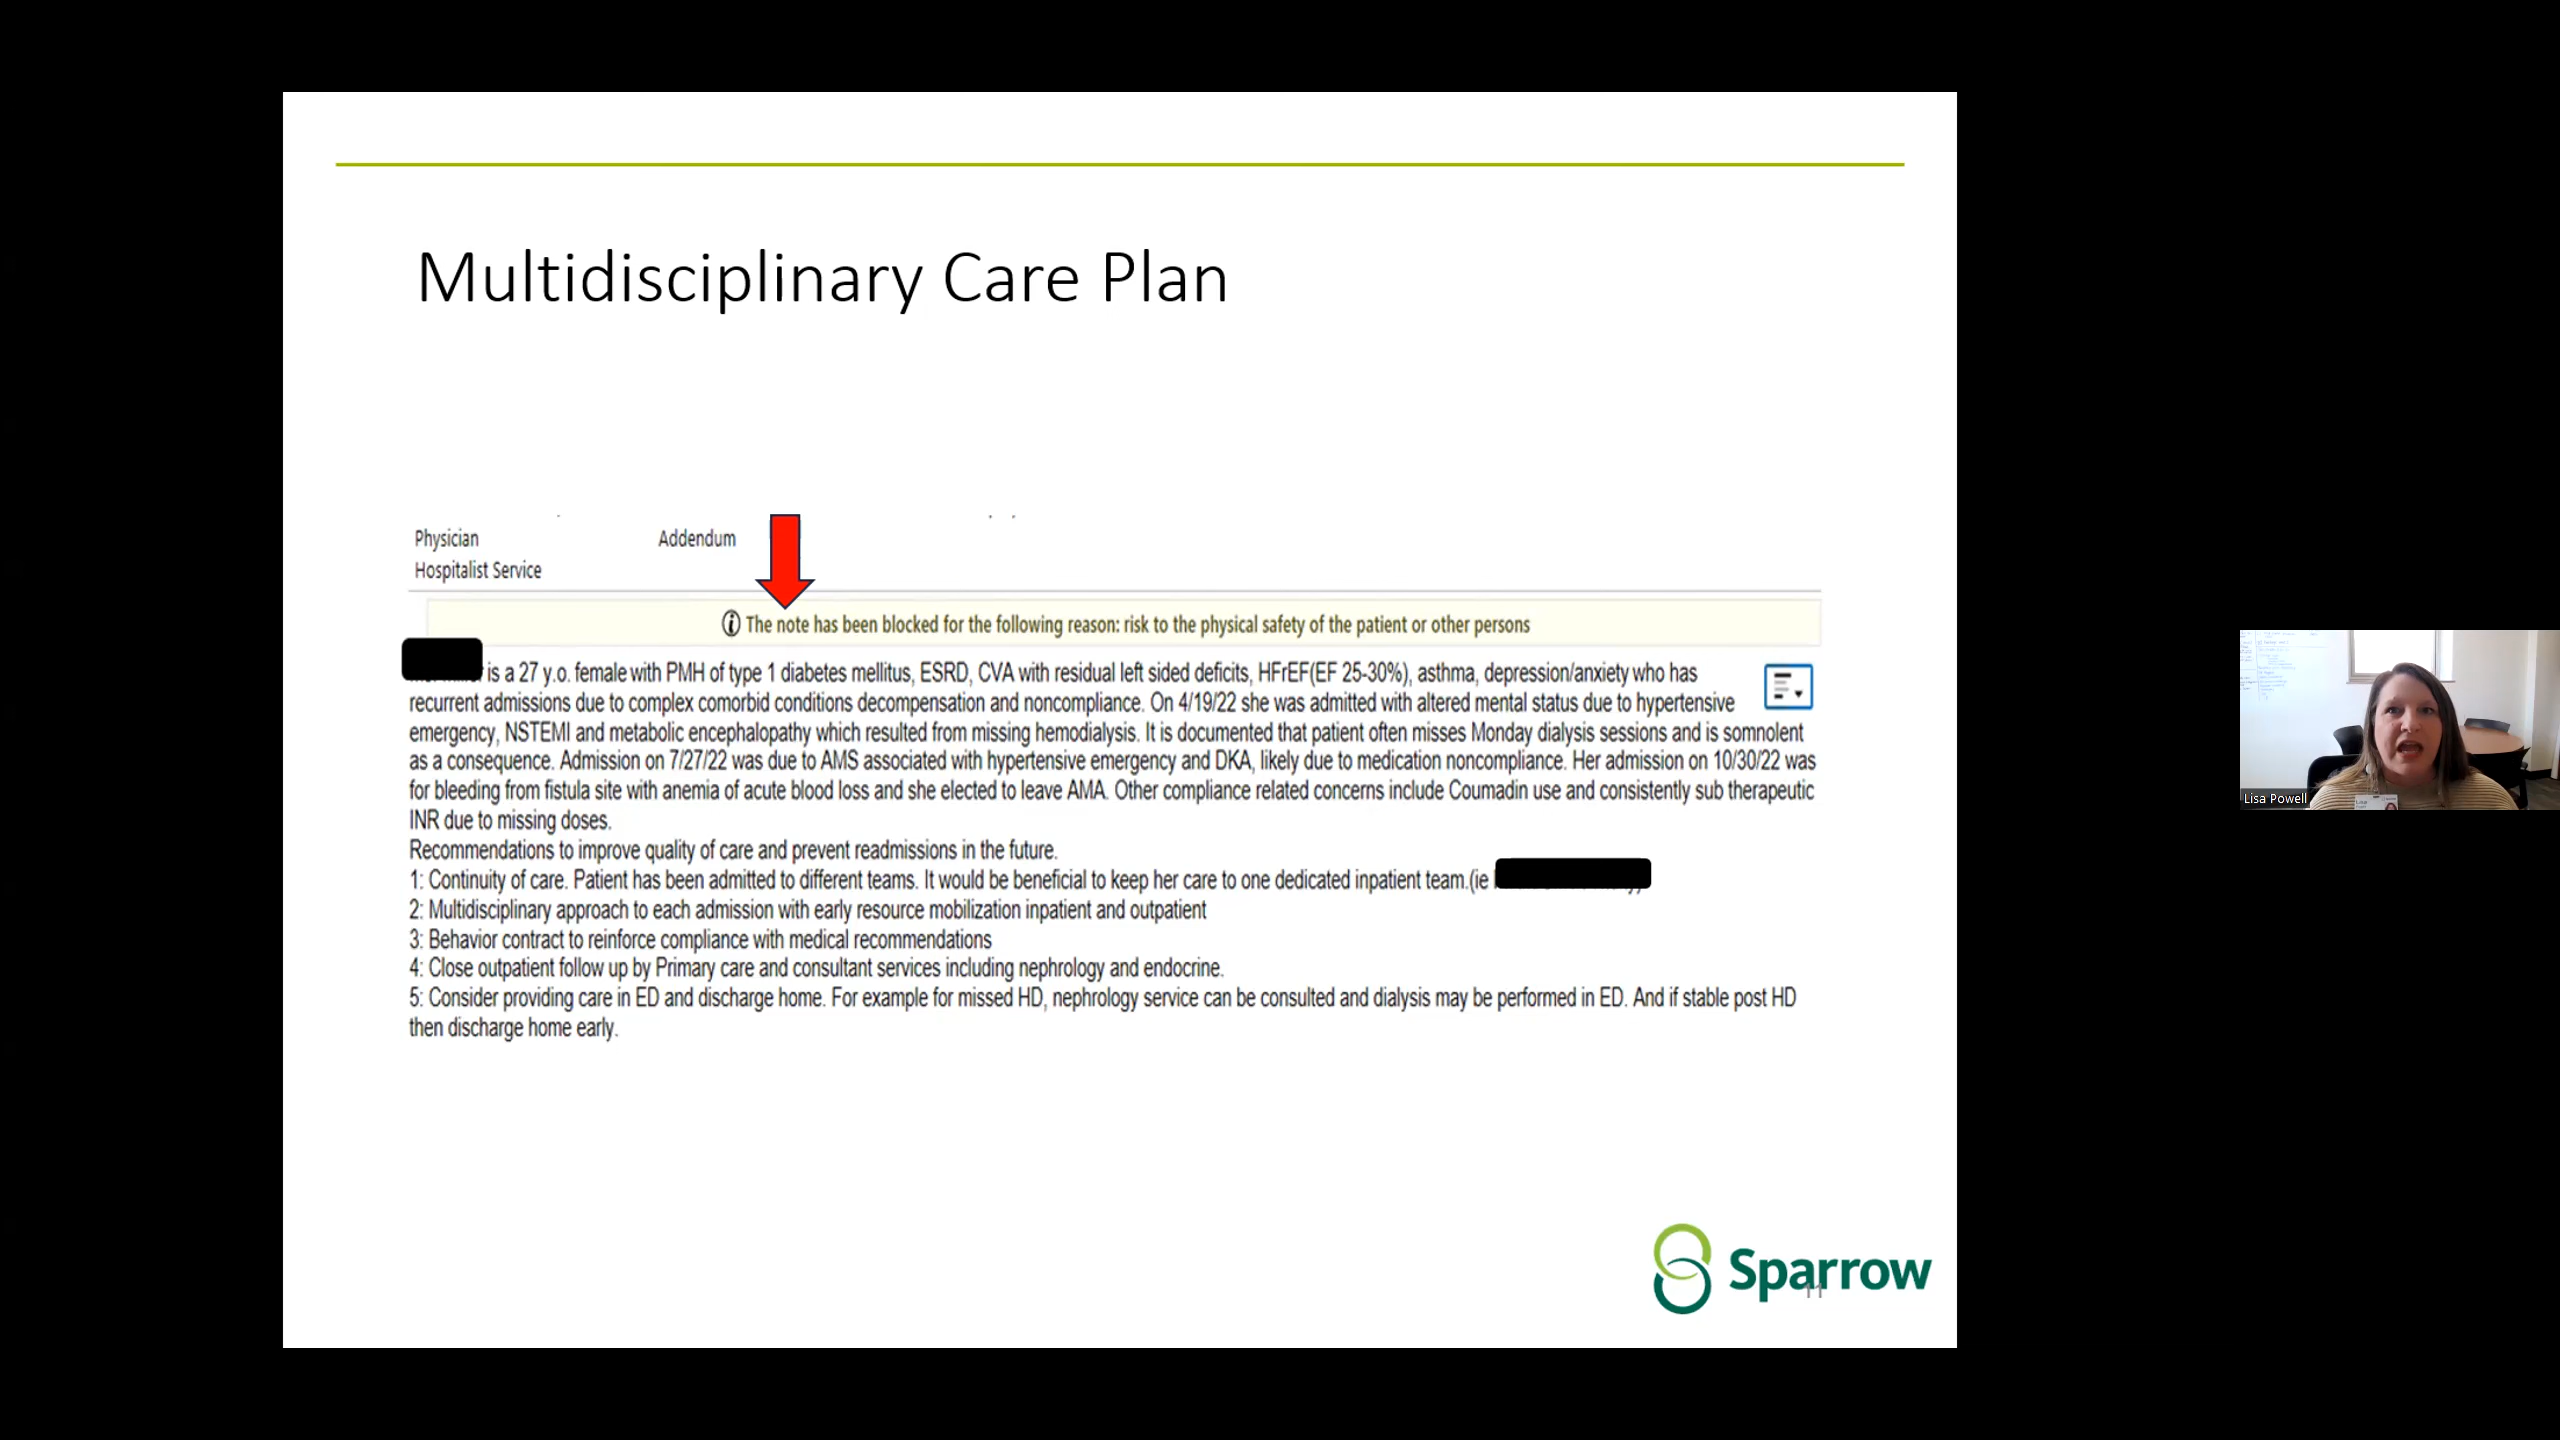 Multidisciplinary Care Plan
Physician Addendum
Hospitalist Service
The note has been blocked for the following reason: risk to the physical safety of the patient or other persons
is a 27 y.o. female with PMH of type 1 diabetes mellitus, ESRD, CVA with residual left sided deficits, HFrEF(EF 25-30%), asthma, depression/anxiety who has
recurrent admissions due to complex comorbid conditions decompensation and noncompliance. On 4/19/22 she was admitted with altered mental status due to hypertensive
emergency, NSTEMI and metabolic encephalopathy which resulted from missing hemodialysis. It is documented that patient often misses Monday dialysis sessions and is somnolent
as a consequence. Admission on 7/27/22 was due to AMS associated with hypertensive emergency and DKA, likely due to medication noncompliance. Her admission on 10/30/22 was
for bleeding from fistula site with anemia of acute blood loss and she elected to leave AMA. Other compliance related concerns include Coumadin use and consistently sub therapeutic
INR due to missing doses.
Recommendations to improve quality of care and prevent readmissions in the future.
1: Continuity of care. Patient has been admitted to different teams. It would be beneficial to keep her care to one dedicated inpatient team.(ie
2: Multidisciplinary approach to each admission with early resource mobilization inpatient and outpatient
3: Behavior contract to reinforce compliance with medical recommendations
4: Close outpatient follow up by Primary care and consultant services including nephrology and endocrine.
5: Consider providing care in ED and discharge home. For example for missed HD, nephrology service can be consulted and dialysis may be performed in ED. And if stable post HD
then discharge home early.
Sparrow
11
Lisa Powell